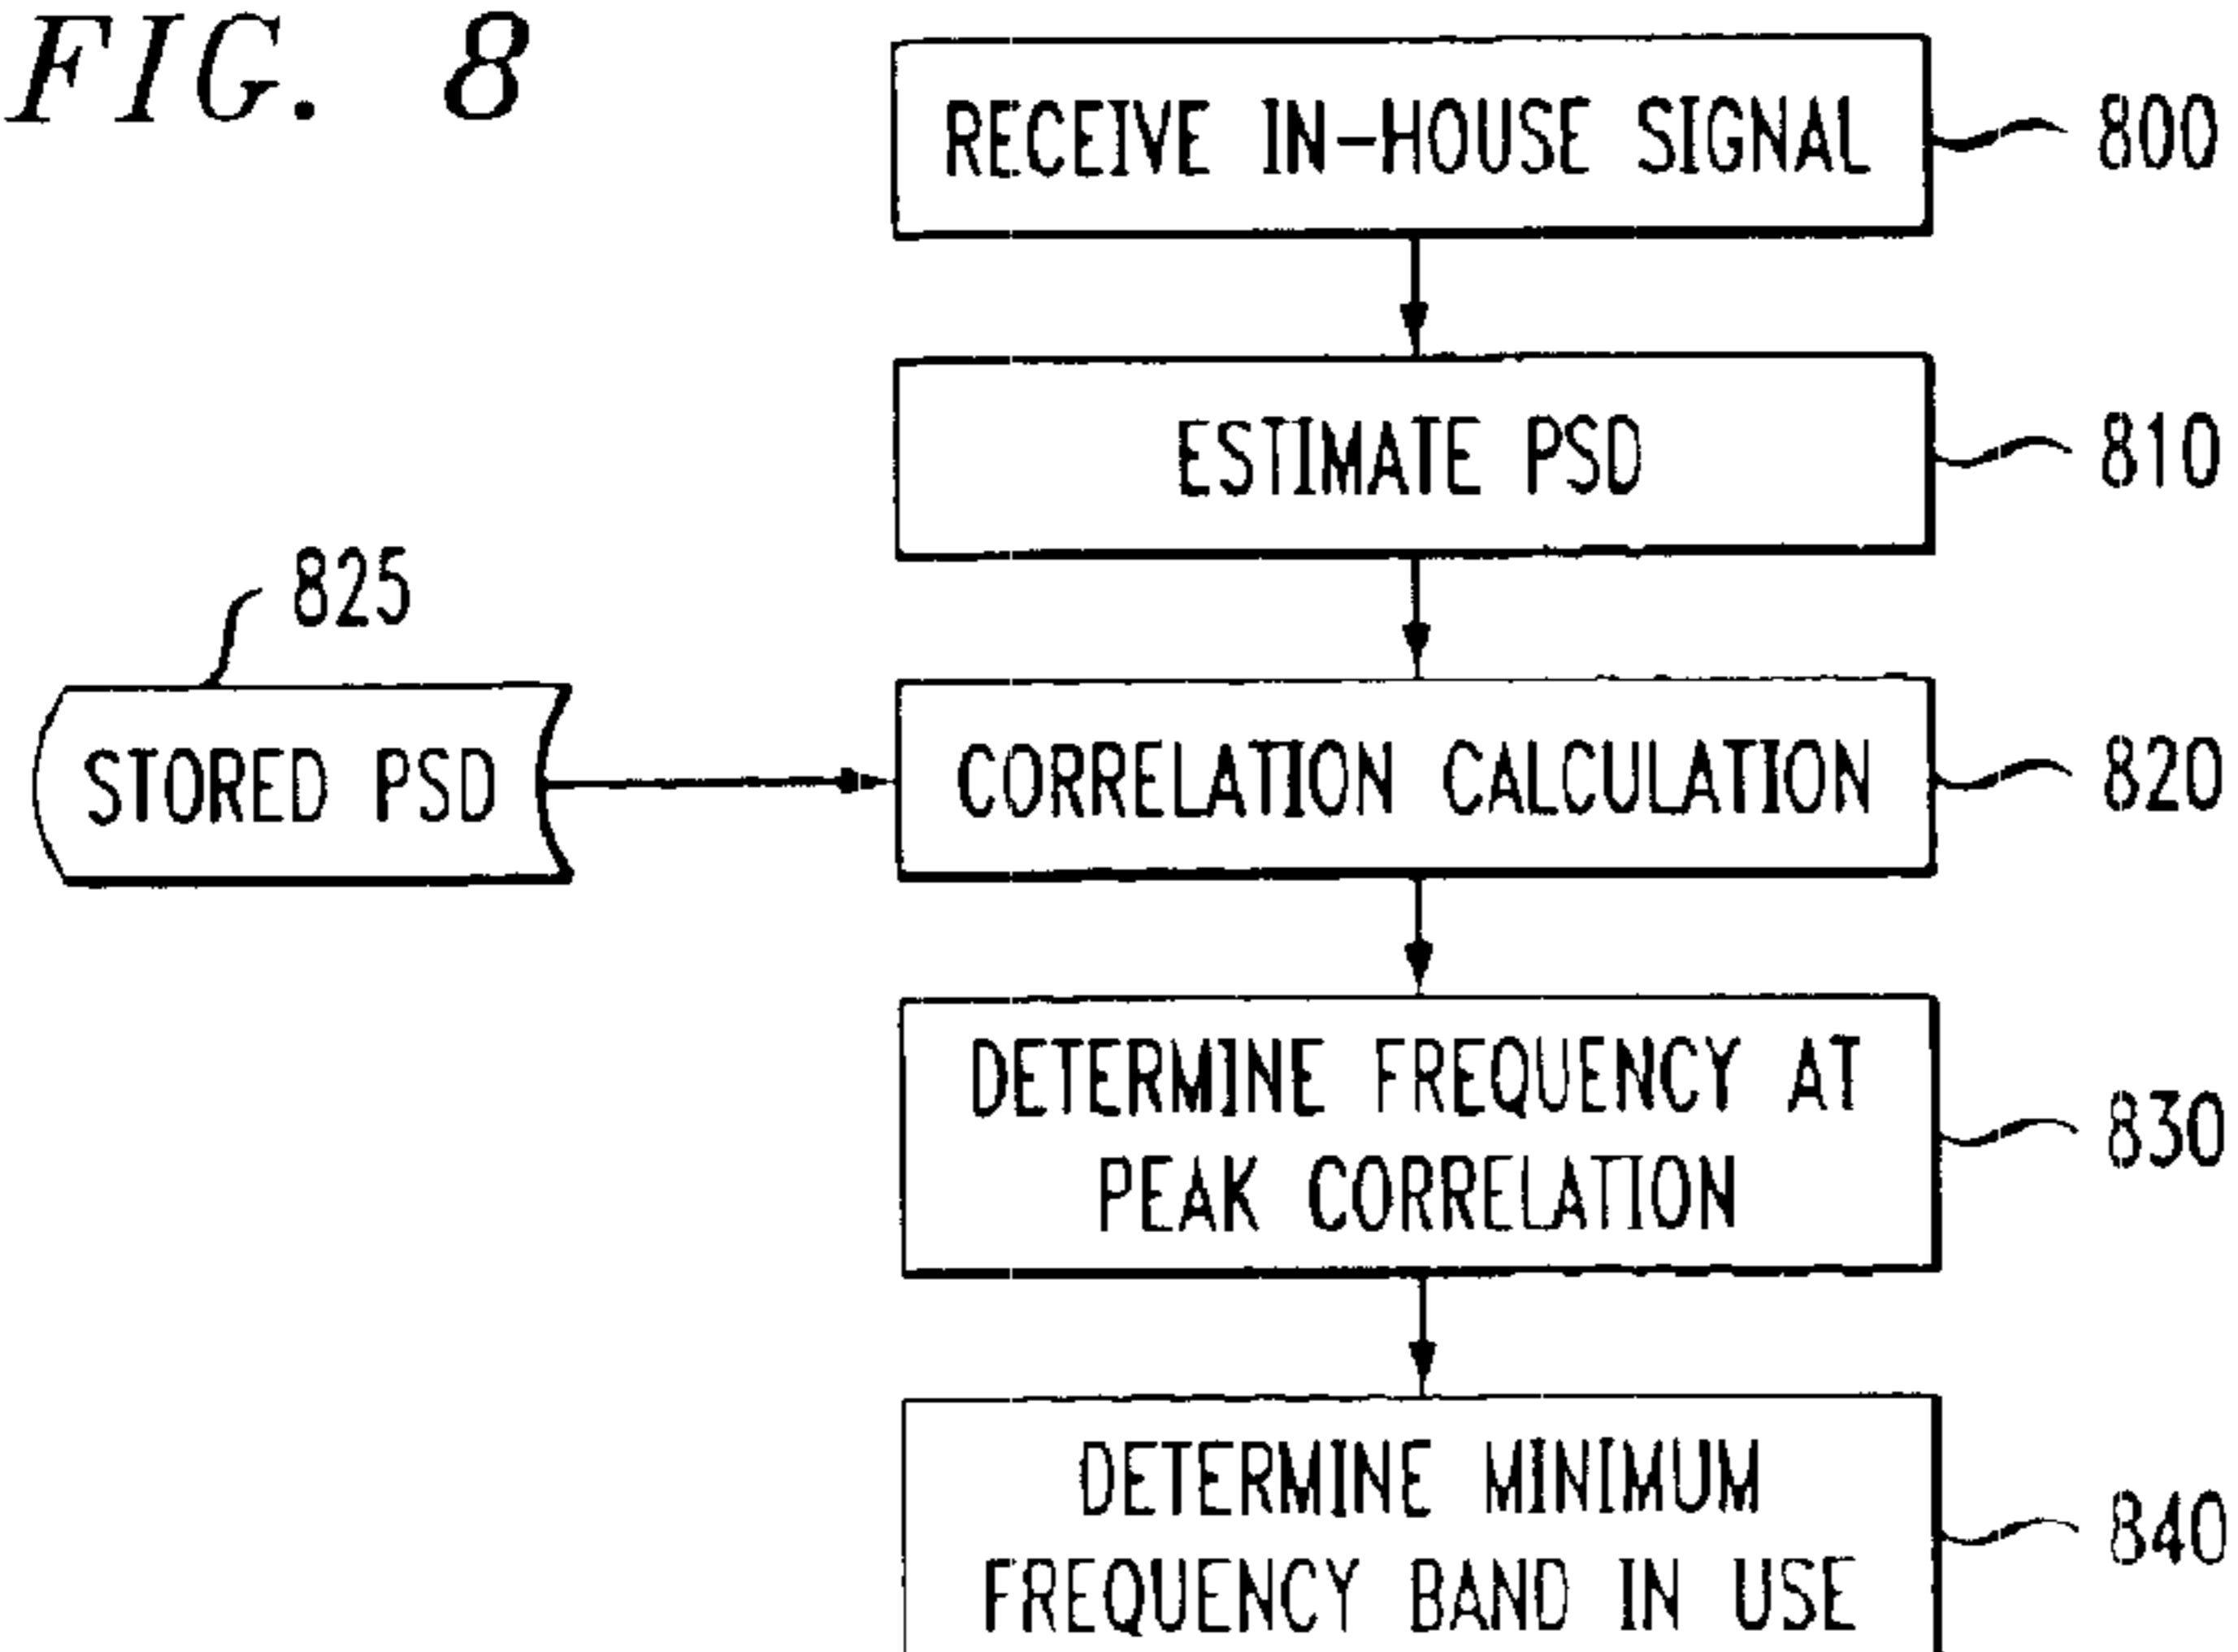 FIG. 8
RECEIVE IN-HOUSE SIGNAL
800
ESTIMATE PSD
810
825
STORED PSD
CORRELATION CALCULATION
820
DETERMINE FREQUENCY AT
PEAK CORRELATION
830
DETERMINE MINIMUM
FREQUENCY BAND IN USE
840